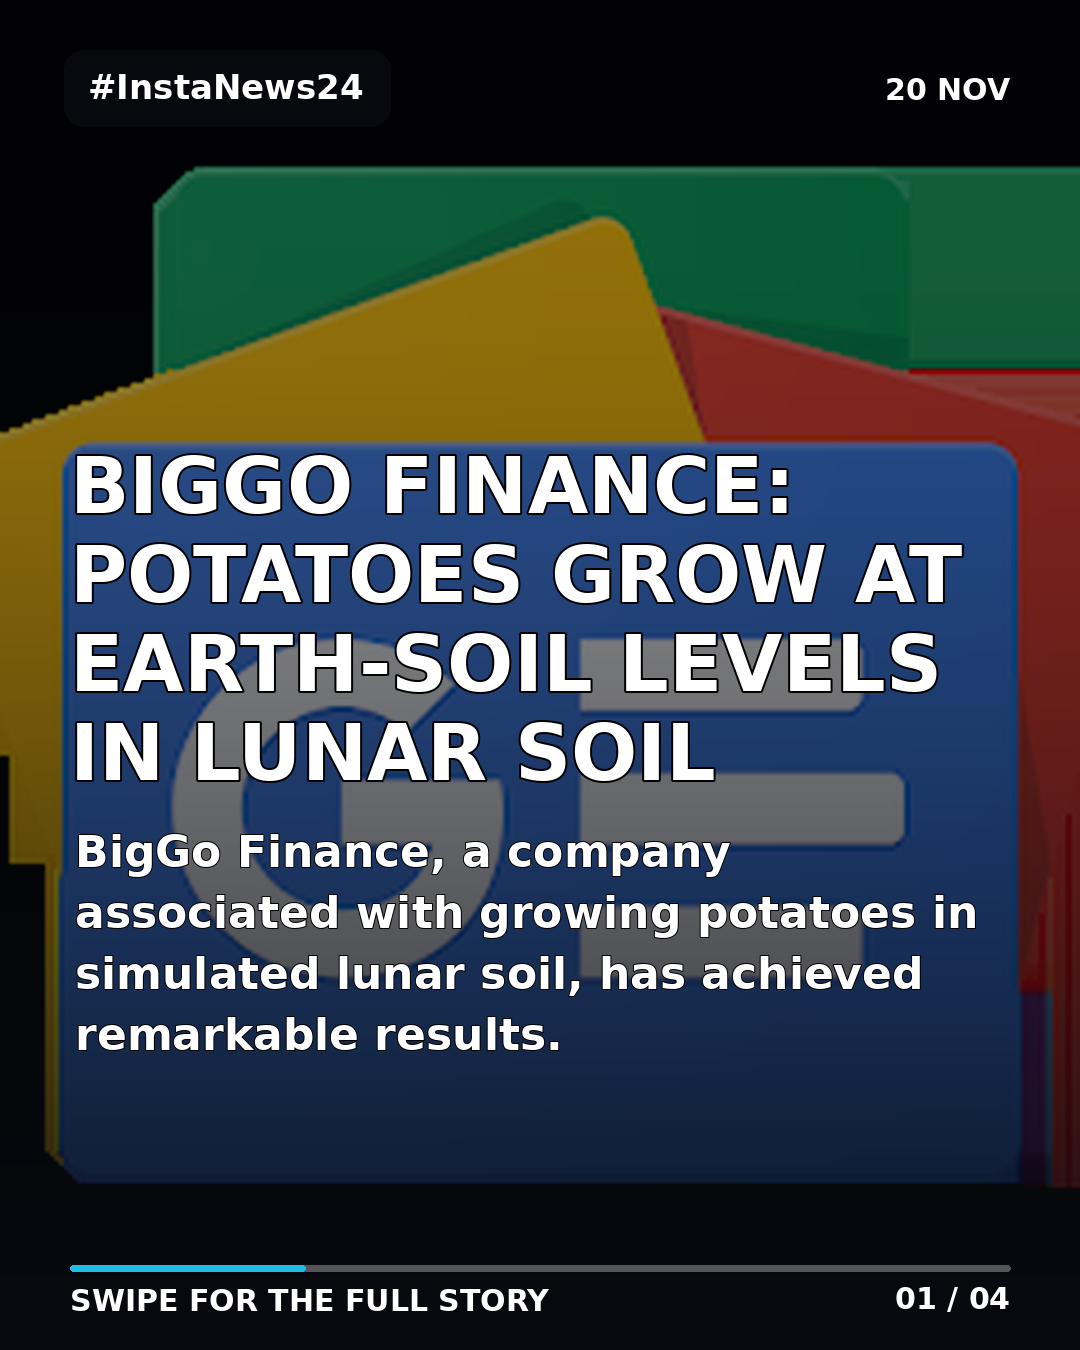 #InstaNews24
20 NOV
BIGGO FINANCE:
POTATOES GROW AT
EARTH-SOIL LEVELS
IN LUNAR SOIL
BigGo Finance, a company
associated with growing potatoes in
simulated lunar soil, has achieved
remarkable results.
SWIPE FOR THE FULL STORY
01 / 04